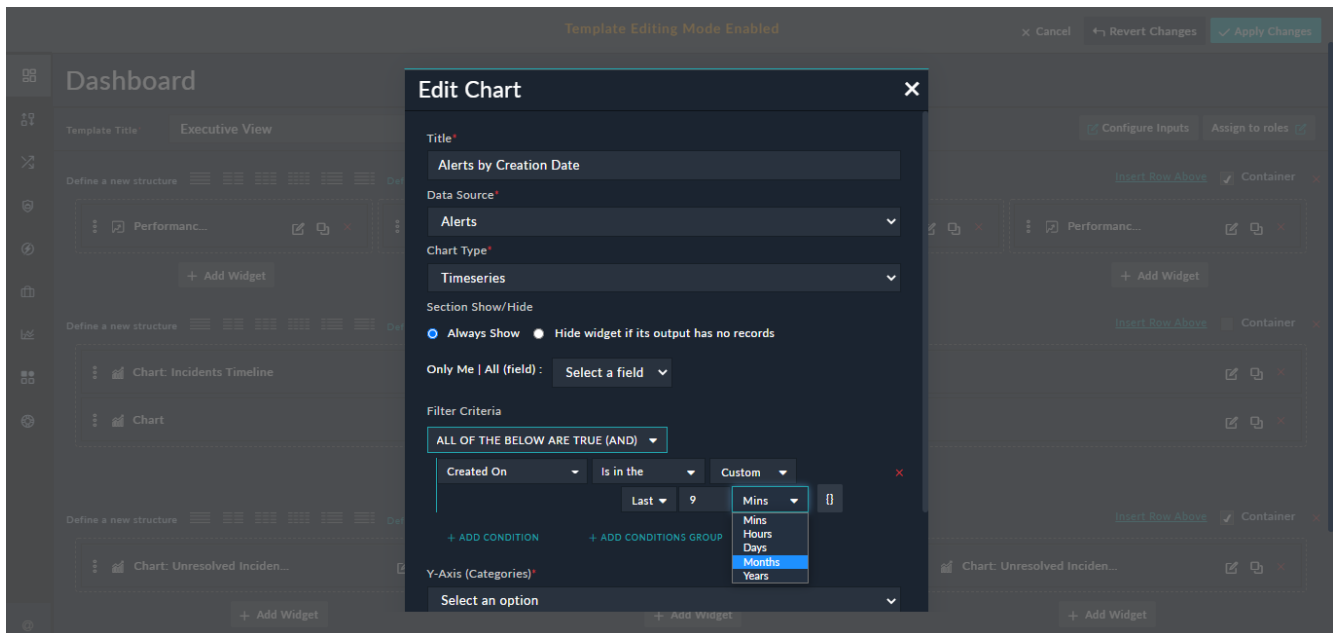 Template Editing Mode Enabled
Cancel
Revert Changes
Apply Changes
Dashboard
Template Title
Executive View
Configure Inputs
Assign to roles
Define a new structure
Insert Row Above
Container
Performanc...
Performanc...
+ Add Widget
+ Add Widget
Define a new structure
Insert Row Above
Container
Chart: Incidents Timeline
Chart
Define a new structure
Insert Row Above
Container
Chart: Unresolved Inciden...
Chart: Unresolved Inciden...
+ Add Widget
+ Add Widget
+ Add Widget
Edit Chart
Title*
Alerts by Creation Date
Data Source*
Alerts
Chart Type*
Timeseries
Section Show/Hide
Always Show
Hide widget if its output has no records
Only Me | All (field) :
Select a field
Filter Criteria
ALL OF THE BELOW ARE TRUE (AND)
Created On
Is in the
Custom
Last
9
Mins
{}
Mins
Hours
Days
Months
Years
+ ADD CONDITION
+ ADD CONDITIONS GROUP
Y-Axis (Categories)*
Select an option